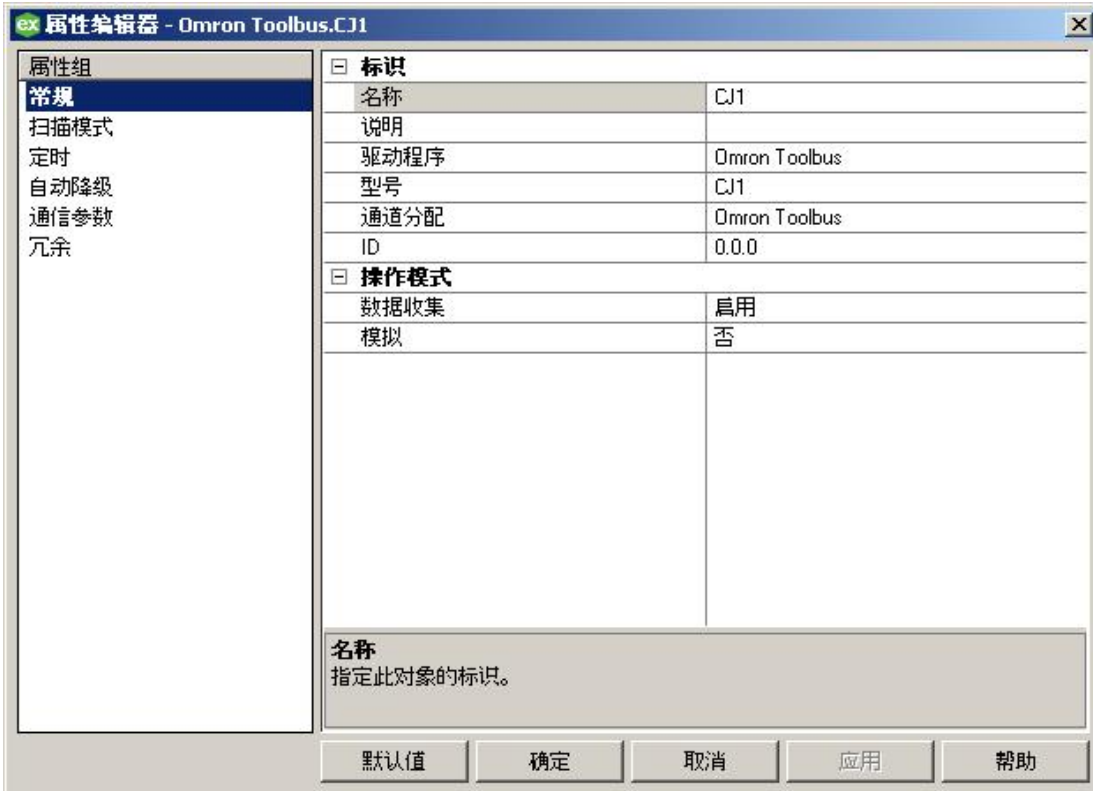 ex 属性编辑器 - Omron Toolbus.CJ1
属性组
常规
扫描模式
定时
自动降级
通信参数
冗余
标识
名称 CJ1
说明
驱动程序 Omron Toolbus
型号 CJ1
通道分配 Omron Toolbus
ID 0.0.0
操作模式
数据收集 启用
模拟 否
名称
指定此对象的标识。
默认值 确定 取消 应用 帮助